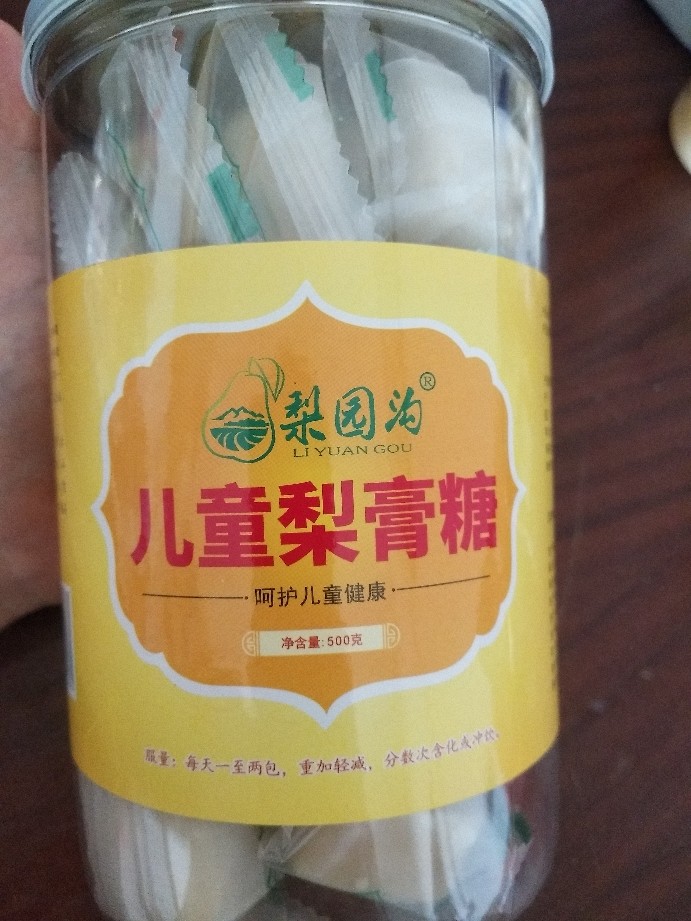 梨园沟®
LI YUAN GOU
儿童梨膏糖
·呵护儿童健康·
净含量:500克
服量：每天一至两包，重加轻减，分数次含化或冲饮。